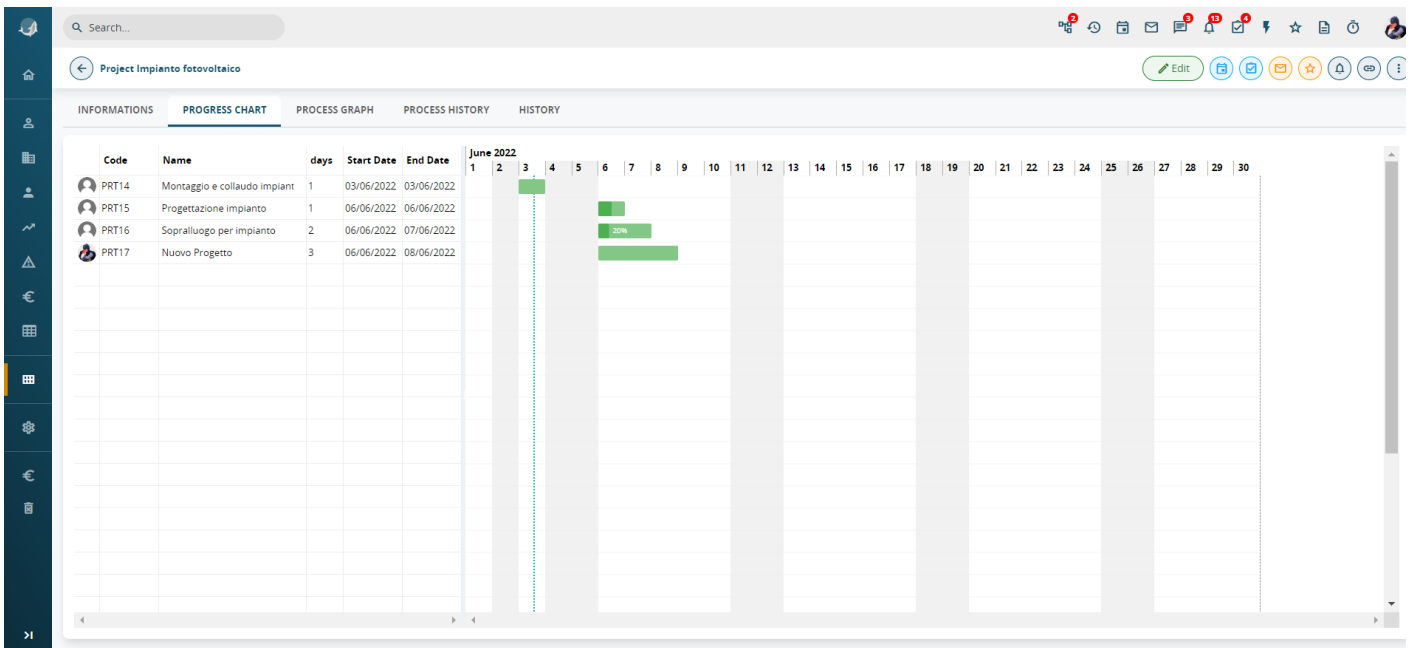 Search...
2
3
13
4
Project Impianto fotovoltaico
Edit
INFORMATIONS PROGRESS CHART PROCESS GRAPH PROCESS HISTORY HISTORY
June 2022
Code Name days Start Date End Date
1 2 3 4 5 6 7 8 9 10 11 12 13 14 15 16 17 18 19 20 21 22 23 24 25 26 27 28 29 30
PRT14 Montaggio e collaudo impiant 1 03/06/2022 03/06/2022
PRT15 Progettazione impianto 1 06/06/2022 06/06/2022
PRT16 Sopralluogo per impianto 2 06/06/2022 07/06/2022 20%
PRT17 Nuovo Progetto 3 06/06/2022 08/06/2022